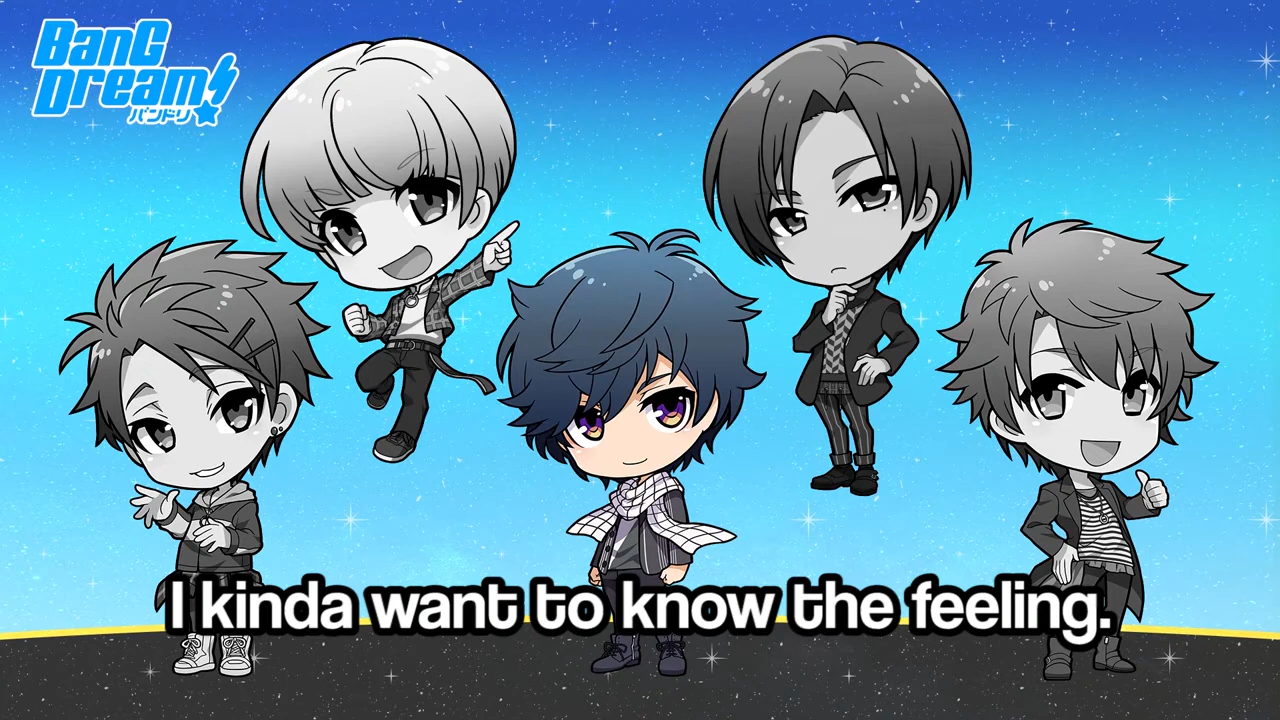 BanG
Dream!
バンドリ
I kinda want to know the feeling.